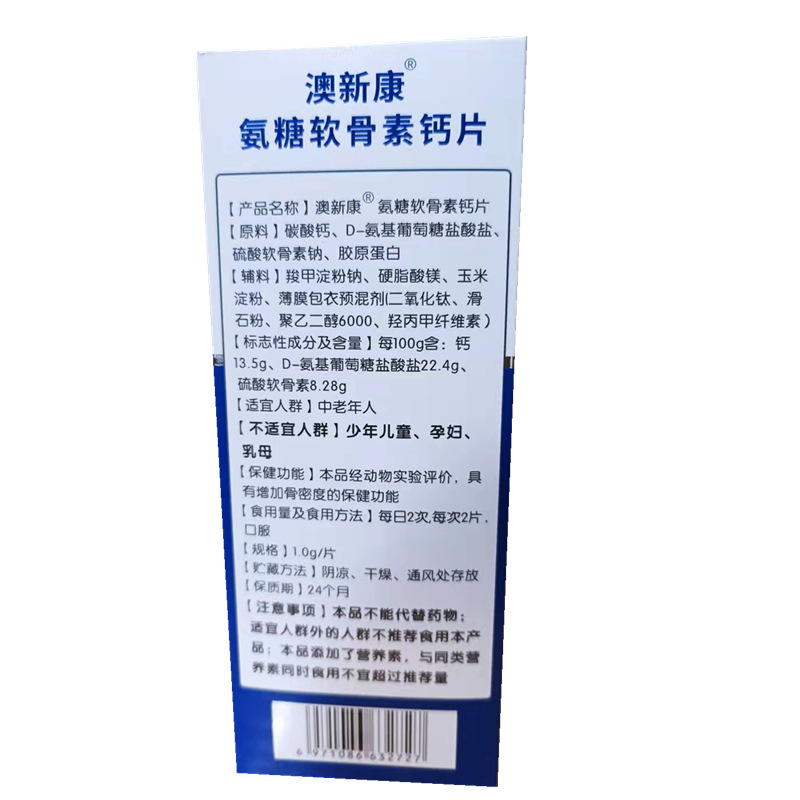 澳新康®
氨糖软骨素钙片
【产品名称】澳新康®氨糖软骨素钙片
【原料】碳酸钙、D-氨基葡萄糖盐酸盐、
硫酸软骨素钠、胶原蛋白
【辅料】羧甲淀粉钠、硬脂酸镁、玉米
淀粉、薄膜包衣预混剂(二氧化钛、滑
石粉、聚乙二醇6000、羟丙甲纤维素)
【标志性成分及含量】每100g含：钙
13.5g、D-氨基葡萄糖盐酸盐22.4g、
硫酸软骨素8.28g
【适宜人群】中老年人
【不适宜人群】少年儿童、孕妇、
乳母
【保健功能】本品经动物实验评价，具
有增加骨密度的保健功能
【食用量及食用方法】每日2次,每次2片，
口服
【规格】1.0g/片
【贮藏方法】阴凉、干燥、通风处存放
【保质期】24个月
【注意事项】本品不能代替药物；
适宜人群外的人群不推荐食用本产
品；本品添加了营养素，与同类营
养素同时食用不宜超过推荐量
6 971086 632727